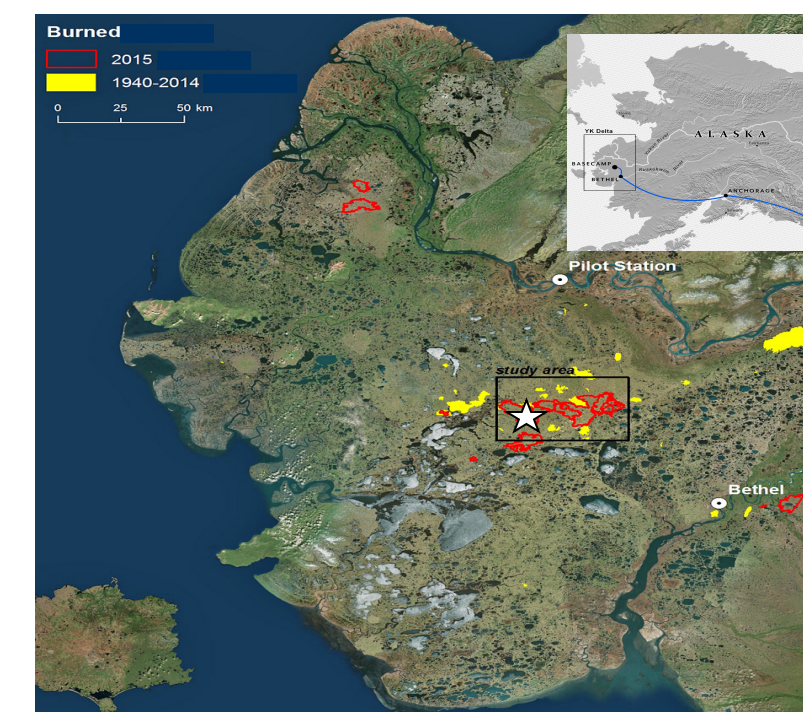 Burned
2015
1940-2014
0 25 50 km
YK Delta
ALASKA
BASECAMP
BETHEL
ANCHORAGE
Pilot Station
study area
Bethel